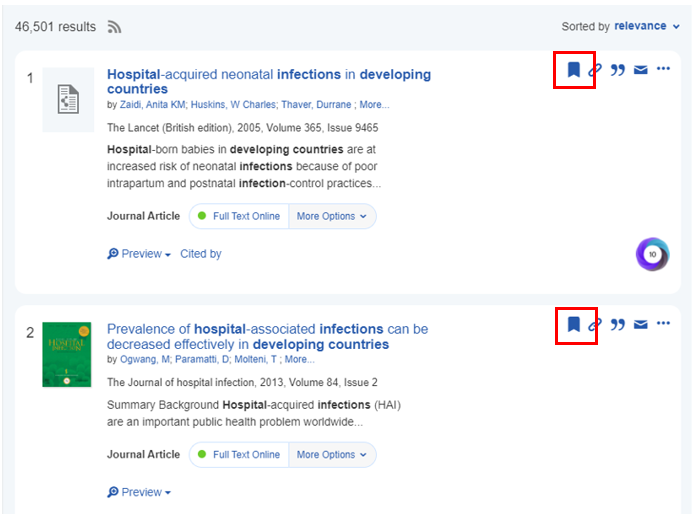 46,501 results
Sorted by relevance
1
Hospital-acquired neonatal infections in developing
countries
by Zaidi, Anita KM; Huskins, W Charles; Thaver, Durrane ; More...
The Lancet (British edition), 2005, Volume 365, Issue 9465
Hospital-born babies in developing countries are at
increased risk of neonatal infections because of poor
intrapartum and postnatal infection-control practices...
Journal Article Full Text Online More Options
Preview Cited by
10
2
HOSPITAL
Prevalence of hospital-associated infections can be
decreased effectively in developing countries
by Ogwang, M; Paramatti, D; Molteni, T ; More...
The Journal of hospital infection, 2013, Volume 84, Issue 2
Summary Background Hospital-acquired infections (HAI)
are an important public health problem worldwide...
Journal Article Full Text Online More Options
Preview